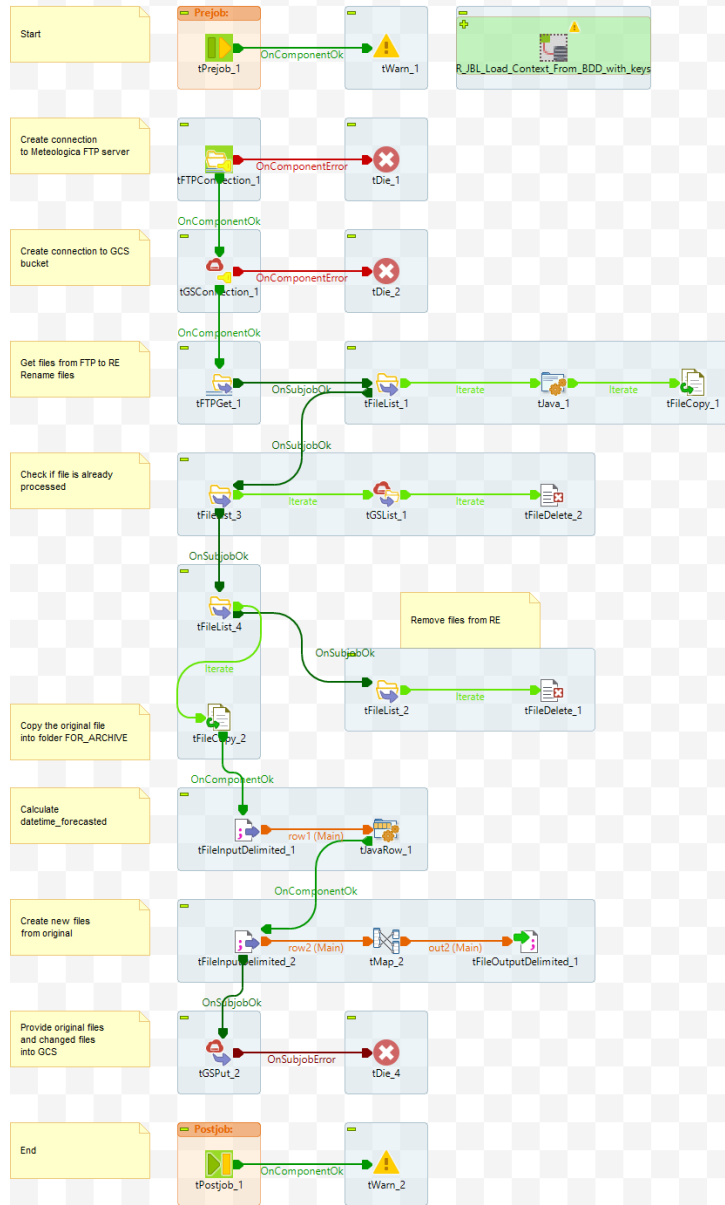 Start
Prejob:
tPrejob_1
OnComponentOk
tWarn_1
R_JBL_Load_Context_From_BDD_with_keys
Create connection
to Meteologica FTP server
tFTPConnection_1
OnComponentError
tDie_1
OnComponentOk
Create connection to GCS
bucket
tGSConnection_1
OnComponentError
tDie_2
OnComponentOk
Get files from FTP to RE
Rename files
tFTPGet_1
OnSubjobOk
tFileList_1
Iterate
tJava_1
Iterate
tFileCopy_1
OnSubjobOk
Check if file is already
processed
tFileList_3
Iterate
tGSList_1
Iterate
tFileDelete_2
OnSubjobOk
tFileList_4
Remove files from RE
OnSubjobOk
Iterate
tFileList_2
Iterate
tFileDelete_1
Copy the original file
into folder FOR_ARCHIVE
tFileCopy_2
OnComponentOk
Calculate
datetime_forecasted
tFileInputDelimited_1
row1 (Main)
tJavaRow_1
OnComponentOk
Create new files
from original
tFileInputDelimited_2
row2 (Main)
tMap_2
out2 (Main)
tFileOutputDelimited_1
OnSubjobOk
Provide original files
and changed files
into GCS
tGSPut_2
OnSubjobError
tDie_4
End
Postjob:
tPostjob_1
OnComponentOk
tWarn_2